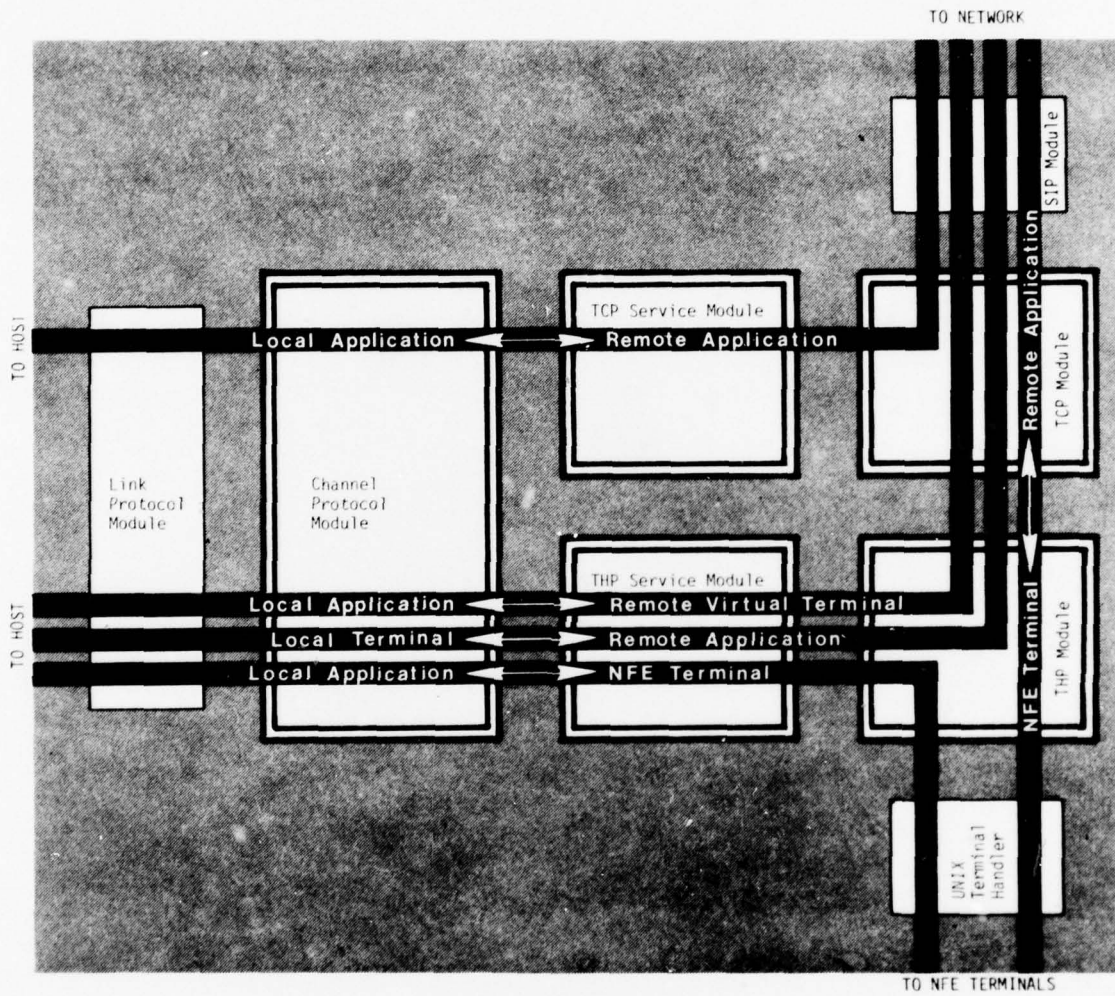 TO NETWORK
SIP Module
TO HOST
Local Application
TCP Service Module
Remote Application
Remote Application
TCP Module
Link
Protocol
Module
Channel
Protocol
Module
THP Service Module
TO HOST
Local Application
Remote Virtual Terminal
Local Terminal
Remote Application
Local Application
NFE Terminal
NFE Terminal
THP Module
UNIX
Terminal
Handler
TO NFE TERMINALS